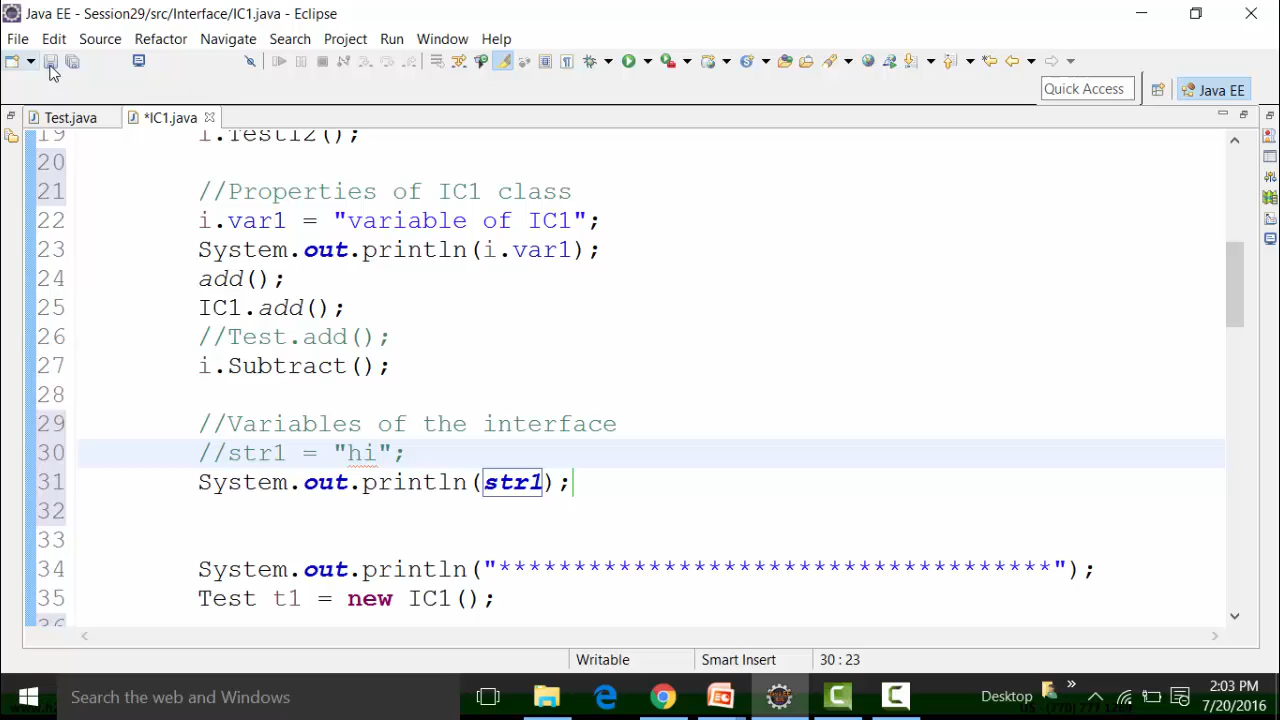 Java EE - Session29/src/Interface/IC1.java - Eclipse
File Edit Source Refactor Navigate Search Project Run Window Help
Quick Access
Java EE
Test.java
*IC1.java
19 i.Test12();
20
21 //Properties of IC1 class
22 i.var1 = "variable of IC1";
23 System.out.println(i.var1);
24 add();
25 IC1.add();
26 //Test.add();
27 i.Subtract();
28
29 //Variables of the interface
30 //str1 = "hi";
31 System.out.println(str1);
32
33
34 System.out.println("*************************************");
35 Test t1 = new IC1();
36
Writable Smart Insert 30 : 23
Search the web and Windows
Desktop
2:03 PM
7/20/2016